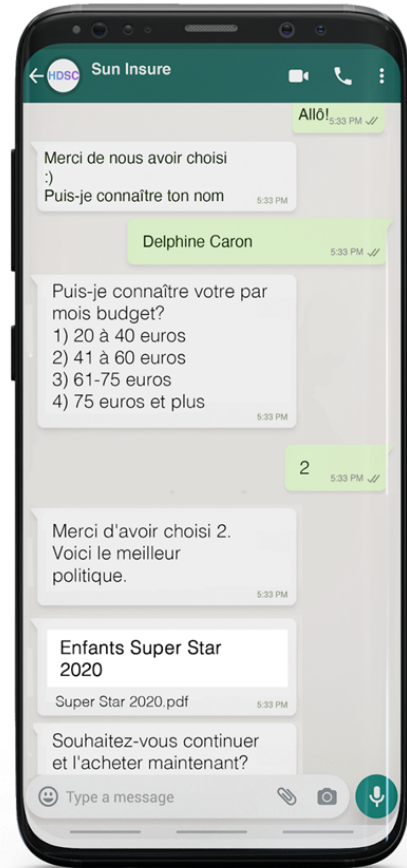 HDSC
Sun Insure
Allô!
5:33 PM
Merci de nous avoir choisi
:)
Puis-je connaître ton nom
5:33 PM
Delphine Caron
5:33 PM
Puis-je connaître votre par
mois budget?
1) 20 à 40 euros
2) 41 à 60 euros
3) 61-75 euros
4) 75 euros et plus
5:33 PM
2
5:33 PM
Merci d'avoir choisi 2.
Voici le meilleur
politique.
5:33 PM
Enfants Super Star
2020
Super Star 2020.pdf
5:33 PM
Souhaitez-vous continuer
et l'acheter maintenant?
Type a message